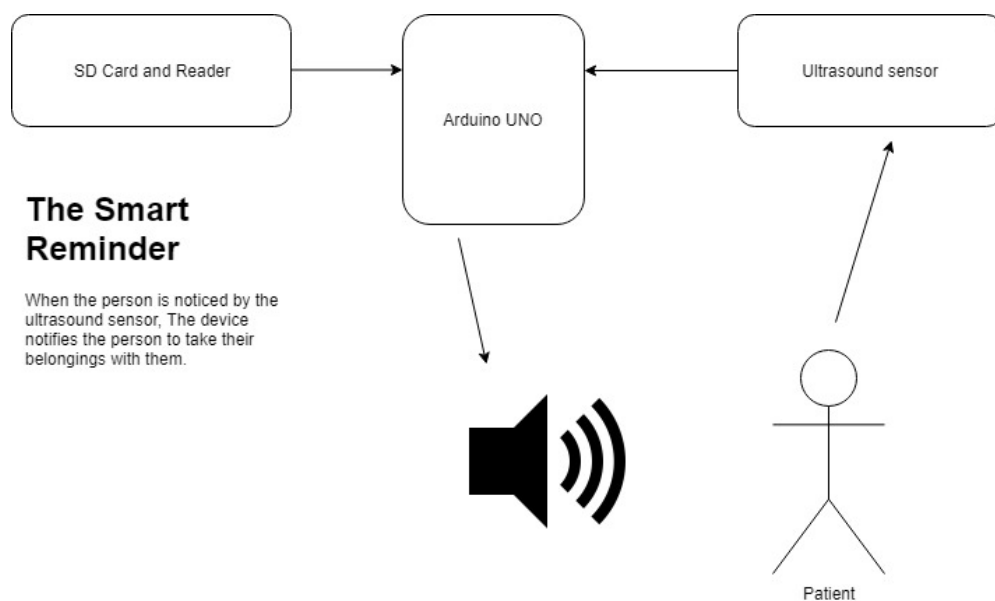 SD Card and Reader
Arduino UNO
Ultrasound sensor
The Smart
Reminder
When the person is noticed by the
ultrasound sensor, The device
notifies the person to take their
belongings with them.
Patient